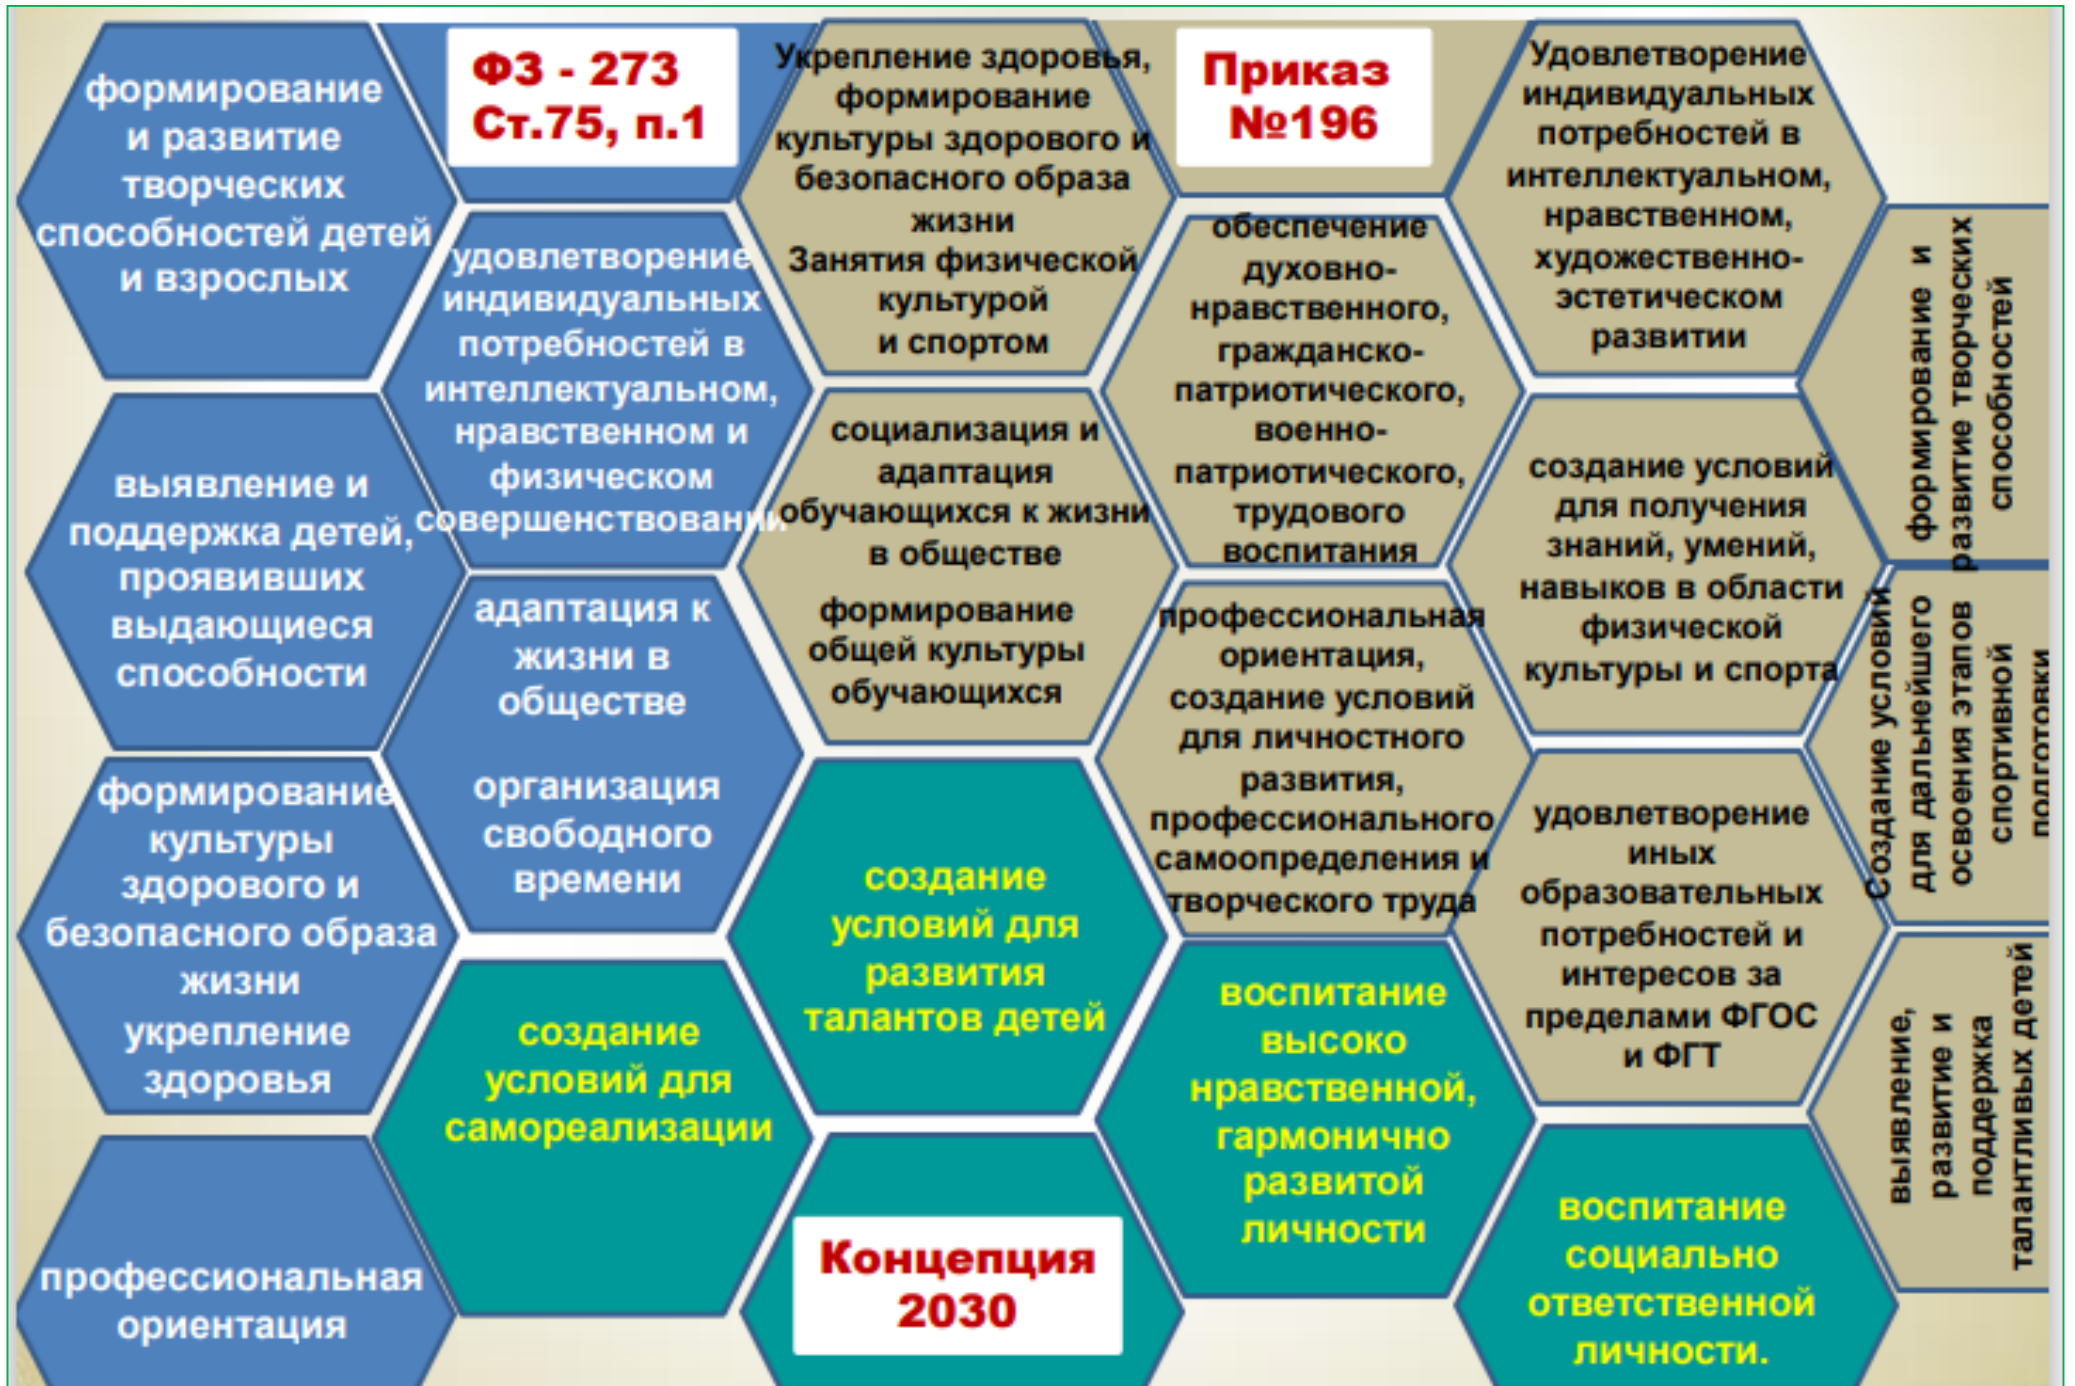 формирование
и развитие
творческих
способностей детей
и взрослых
выявление и
поддержка детей,
проявивших
выдающиеся
способности
формирование
культуры
здорового и
безопасного образа
жизни
укрепление
здоровья
профессиональная
ориентация
ФЗ - 273
Ст.75, п.1
удовлетворение
индивидуальных
потребностей в
интеллектуальном,
нравственном и
физическом
совершенствовании
адаптация к
жизни в
обществе
организация
свободного
времени
создание
условий для
самореализации
Укрепление здоровья,
формирование
культуры здорового и
безопасного образа
жизни
Занятия физической
культурой
и спортом
социализация и
адаптация
обучающихся к жизни
в обществе
формирование
общей культуры
обучающихся
создание
условий для
развития
талантов детей
Концепция
2030
Приказ
№196
обеспечение
духовно-
нравственного,
гражданско-
патриотического,
военно-
патриотического,
трудового
воспитания
профессиональная
ориентация,
создание условий
для личностного
развития,
профессионального
самоопределения и
творческого труда
воспитание
высоко
нравственной,
гармонично
развитой
личности
Удовлетворение
индивидуальных
потребностей в
интеллектуальном,
нравственном,
художественно-
эстетическом
развитии
создание условий
для получения
знаний, умений,
навыков в области
физической
культуры и спорта
удовлетворение
иных
образовательных
потребностей и
интересов за
пределами ФГОС
и ФГТ
воспитание
социально
ответственной
личности.
формирование и
развитие творческих
способностей
Создание условий
для дальнейшего
освоения этапов
спортивной
подготовки
выявление,
развитие и
поддержка
талантливых детей